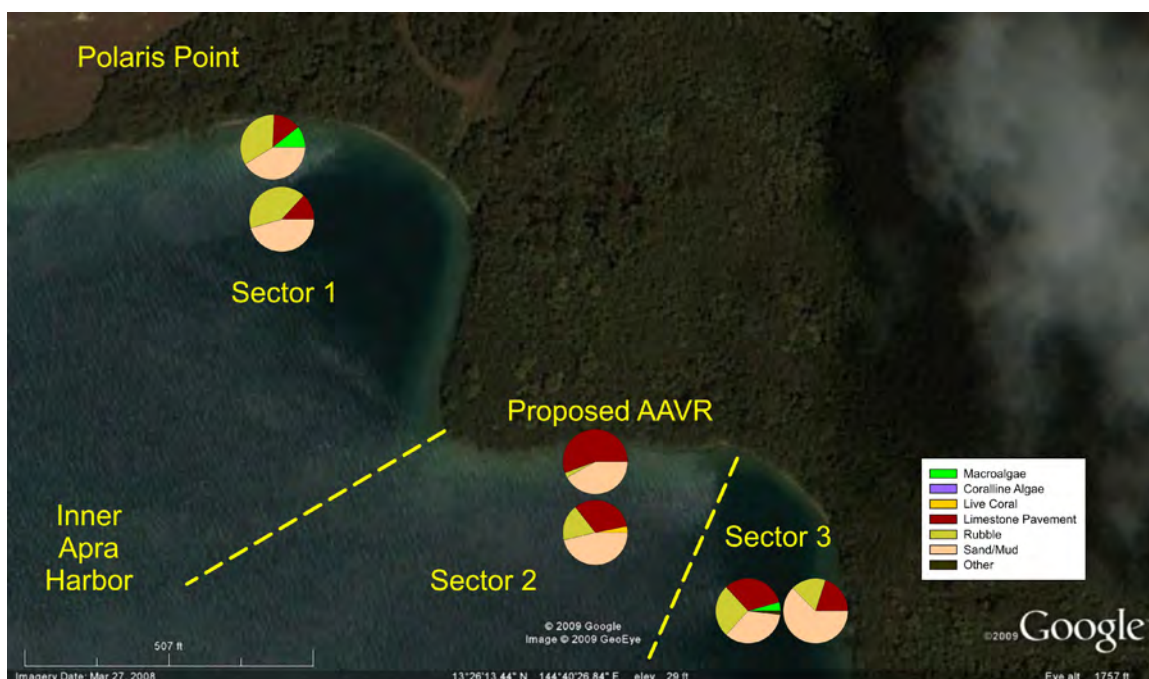 Polaris Point
Sector 1
Proposed AAVR
Inner
Apra
Harbor
Sector 2
Sector 3
Macroalgae
Coralline Algae
Live Coral
Limestone Pavement
Rubble
Sand/Mud
Other
507 ft
© 2009 Google
Image © 2009 GeoEye
©2009 Google
Imagery Date: Mar 27, 2008
13°26'13.44" N 144°40'26.84" E elev 29 ft
Eye alt 1757 ft